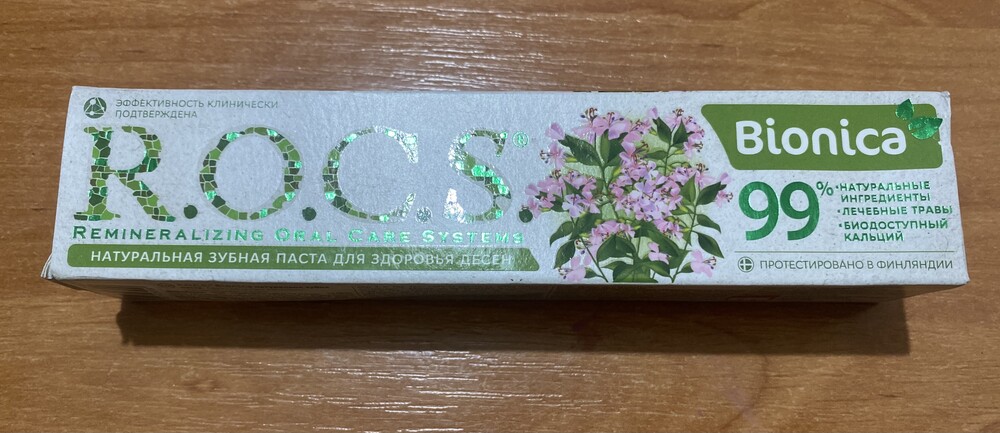 ЭФФЕКТИВНОСТЬ КЛИНИЧЕСКИ
ПОДТВЕРЖДЕНА
R.O.C.S.®
REMINERALIZING ORAL CARE SYSTEMS
НАТУРАЛЬНАЯ ЗУБНАЯ ПАСТА ДЛЯ ЗДОРОВЬЯ ДЕСЕН
Bionica
99%
•НАТУРАЛЬНЫЕ
ИНГРЕДИЕНТЫ
•ЛЕЧЕБНЫЕ ТРАВЫ
•БИОДОСТУПНЫЙ
КАЛЬЦИЙ
ПРОТЕСТИРОВАНО В ФИНЛЯНДИИ